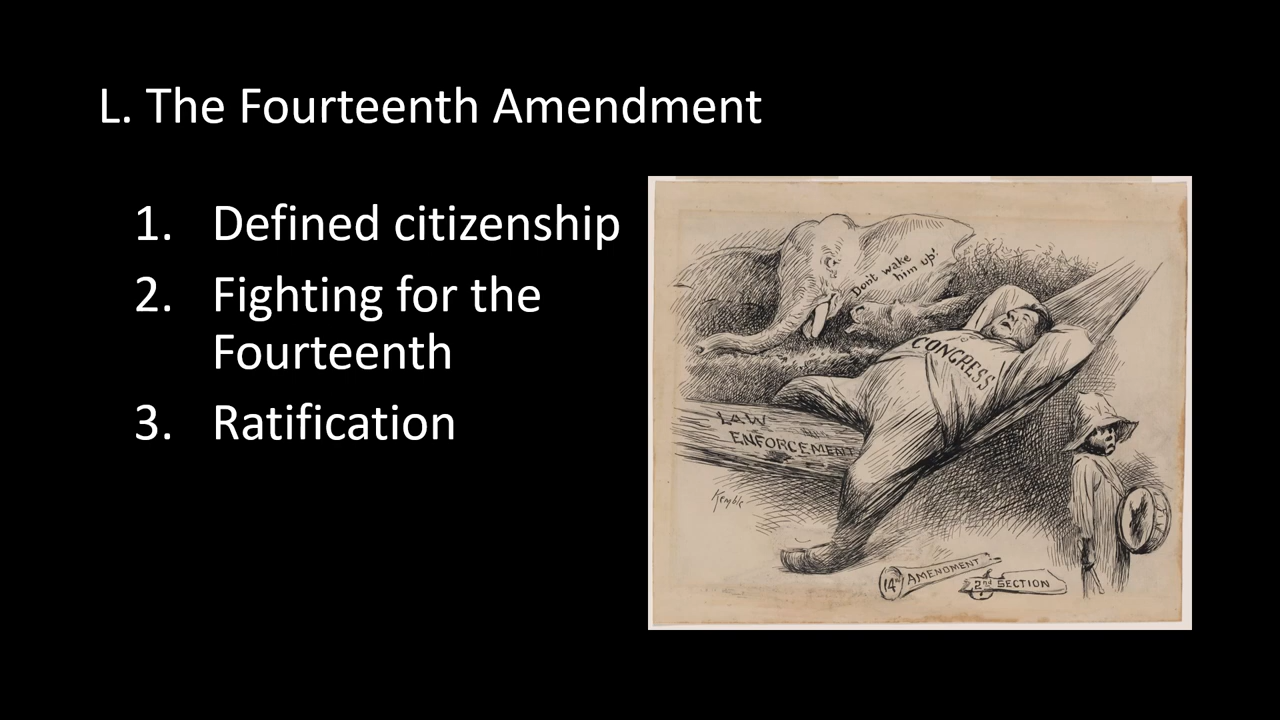 L. The Fourteenth Amendment
1. Defined citizenship
2. Fighting for the
Fourteenth
3. Ratification
Don't wake
him up!
CONGRESS
LAW
ENFORCEMENT
Kemble
14th AMENDMENT
2nd SECTION